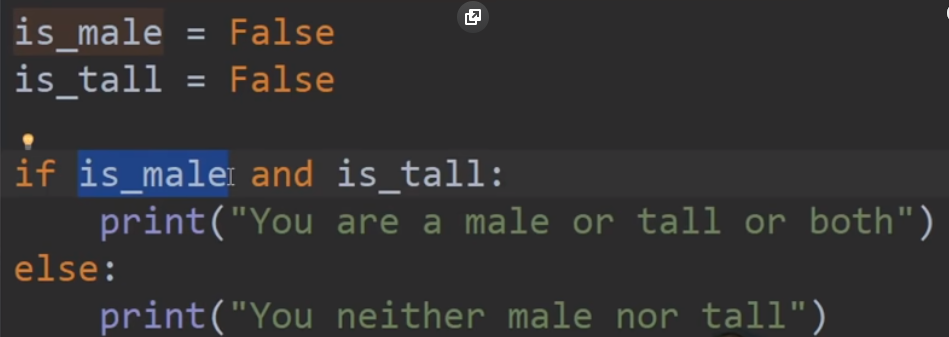 is_male = False
is_tall = False
if is_male and is_tall:
    print("You are a male or tall or both")
else:
    print("You neither male nor tall")